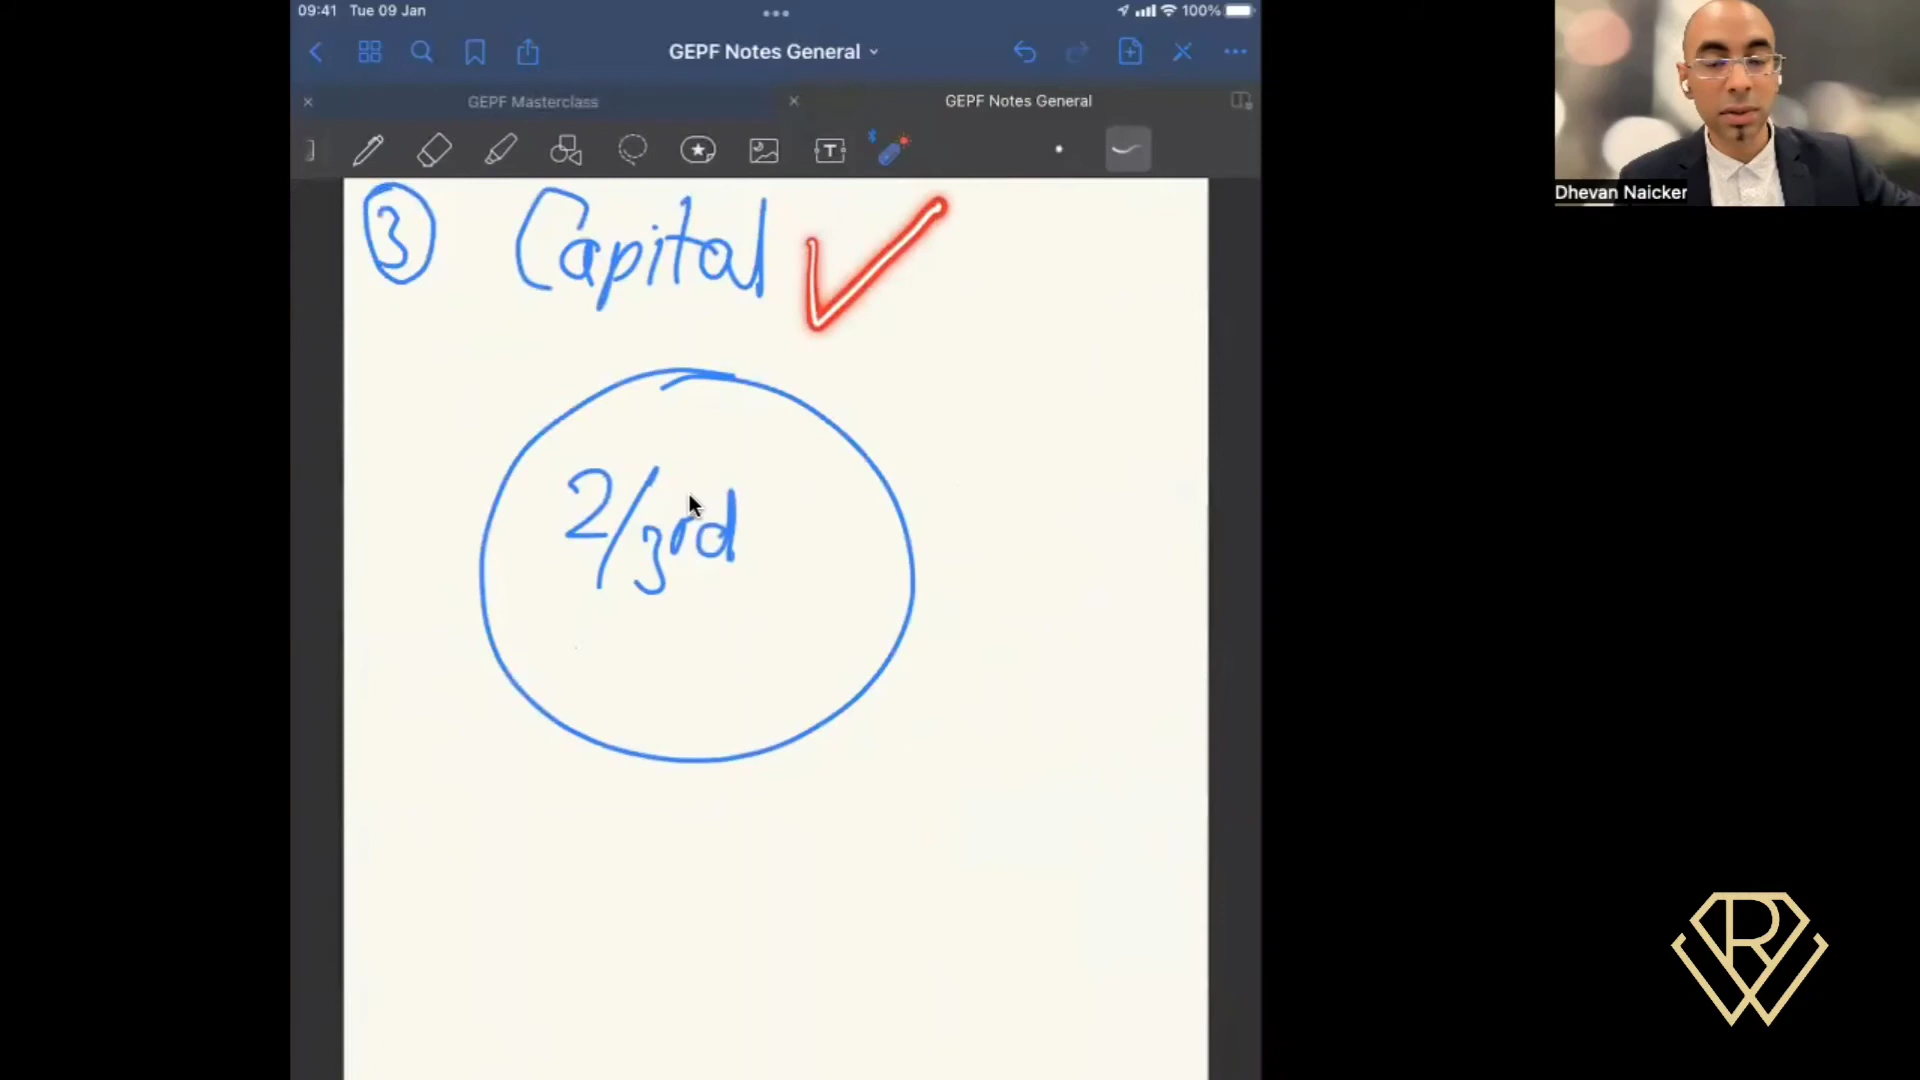 09:41 Tue 09 Jan
100%
GEPF Notes General
GEPF Masterclass
GEPF Notes General
T
3 Capital
2/3rd
Dhevan Naicker
RW